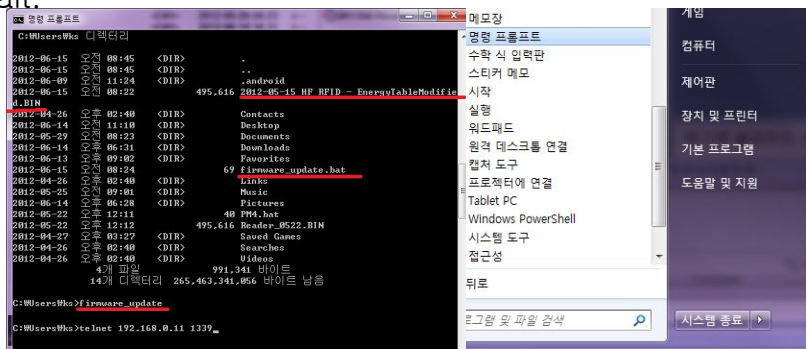 ait.
명령 프롬프트
C:\Users\ks 디렉터리
2012-06-15 오전 08:45 <DIR> .
2012-06-15 오전 08:45 <DIR> ..
2012-06-09 오전 11:24 <DIR> .android
2012-06-15 오전 08:22 495,616 2012-05-15 HF RFID - EnergyTableModifie
d.BIN
2012-04-26 오후 02:40 <DIR> Contacts
2012-06-14 오전 11:10 <DIR> Desktop
2012-05-29 오전 08:23 <DIR> Documents
2012-06-14 오후 06:31 <DIR> Downloads
2012-06-13 오후 09:02 <DIR> Favorites
2012-06-15 오전 08:24 69 firmware_update.bat
2012-04-26 오후 02:40 <DIR> Links
2012-05-25 오전 09:01 <DIR> Music
2012-06-14 오후 06:28 <DIR> Pictures
2012-05-22 오후 12:11 40 PM4.bat
2012-05-22 오후 12:12 495,616 Reader_0522.BIN
2012-04-27 오후 03:27 <DIR> Saved Games
2012-04-26 오후 02:40 <DIR> Searches
2012-04-26 오후 02:40 <DIR> Videos
4개 파일 991,341 바이트
14개 디렉터리 265,463,341,056 바이트 남음
C:\Users\ks>firmware_update
C:\Users\ks>telnet 192.168.0.11 1339_
메모장
명령 프롬프트
수학 식 입력판
스티커 메모
시작
실행
워드패드
원격 데스크톱 연결
캡처 도구
프로젝터에 연결
Tablet PC
Windows PowerShell
시스템 도구
접근성
뒤로
로그램 및 파일 검색
게임
컴퓨터
제어판
장치 및 프린터
기본 프로그램
도움말 및 지원
시스템 종료